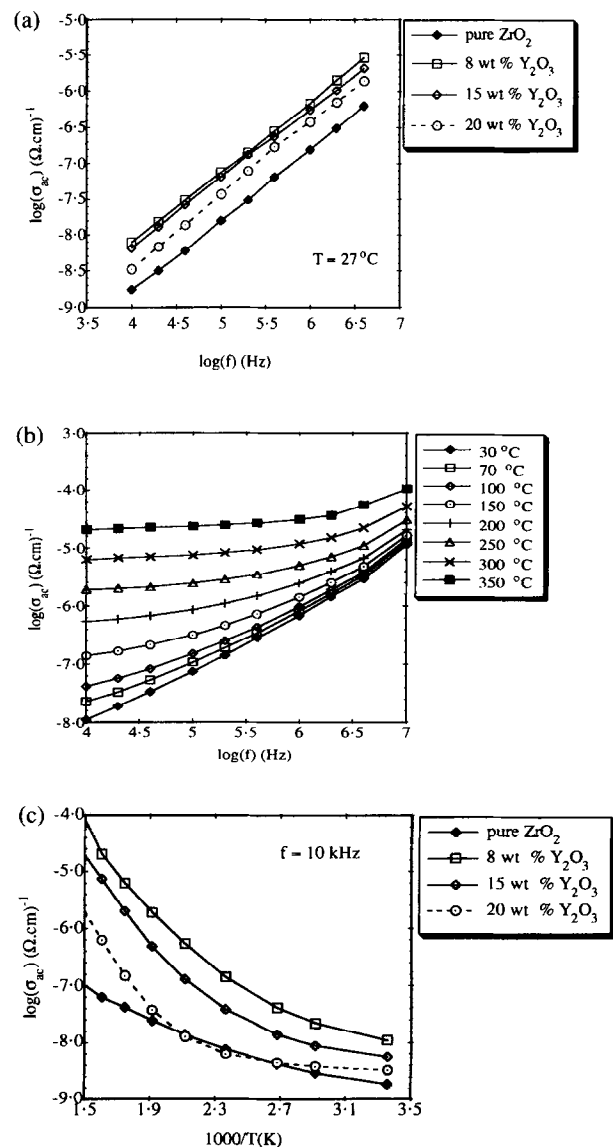 (a)
-5·0
-5·5
-6·0
-6·5
-7·0
-7·5
-8·0
-8·5
-9·0
log(σac) (Ω.cm)⁻¹
3·5 4 4·5 5 5·5 6 6·5 7
log(f) (Hz)
T = 27 °C
pure ZrO₂
8 wt % Y₂O₃
15 wt % Y₂O₃
20 wt % Y₂O₃
(b)
-3·0
-4·0
-5·0
-6·0
-7·0
-8·0
log(σac) (Ω.cm)⁻¹
4 4·5 5 5·5 6 6·5 7
log(f) (Hz)
30 °C
70 °C
100 °C
150 °C
200 °C
250 °C
300 °C
350 °C
(c)
-4·0
-5·0
-6·0
-7·0
-8·0
-9·0
log(σac) (Ω.cm)⁻¹
f = 10 kHz
1·5 1·9 2·3 2·7 3·1 3·5
1000/T(K)
pure ZrO₂
8 wt % Y₂O₃
15 wt % Y₂O₃
20 wt % Y₂O₃